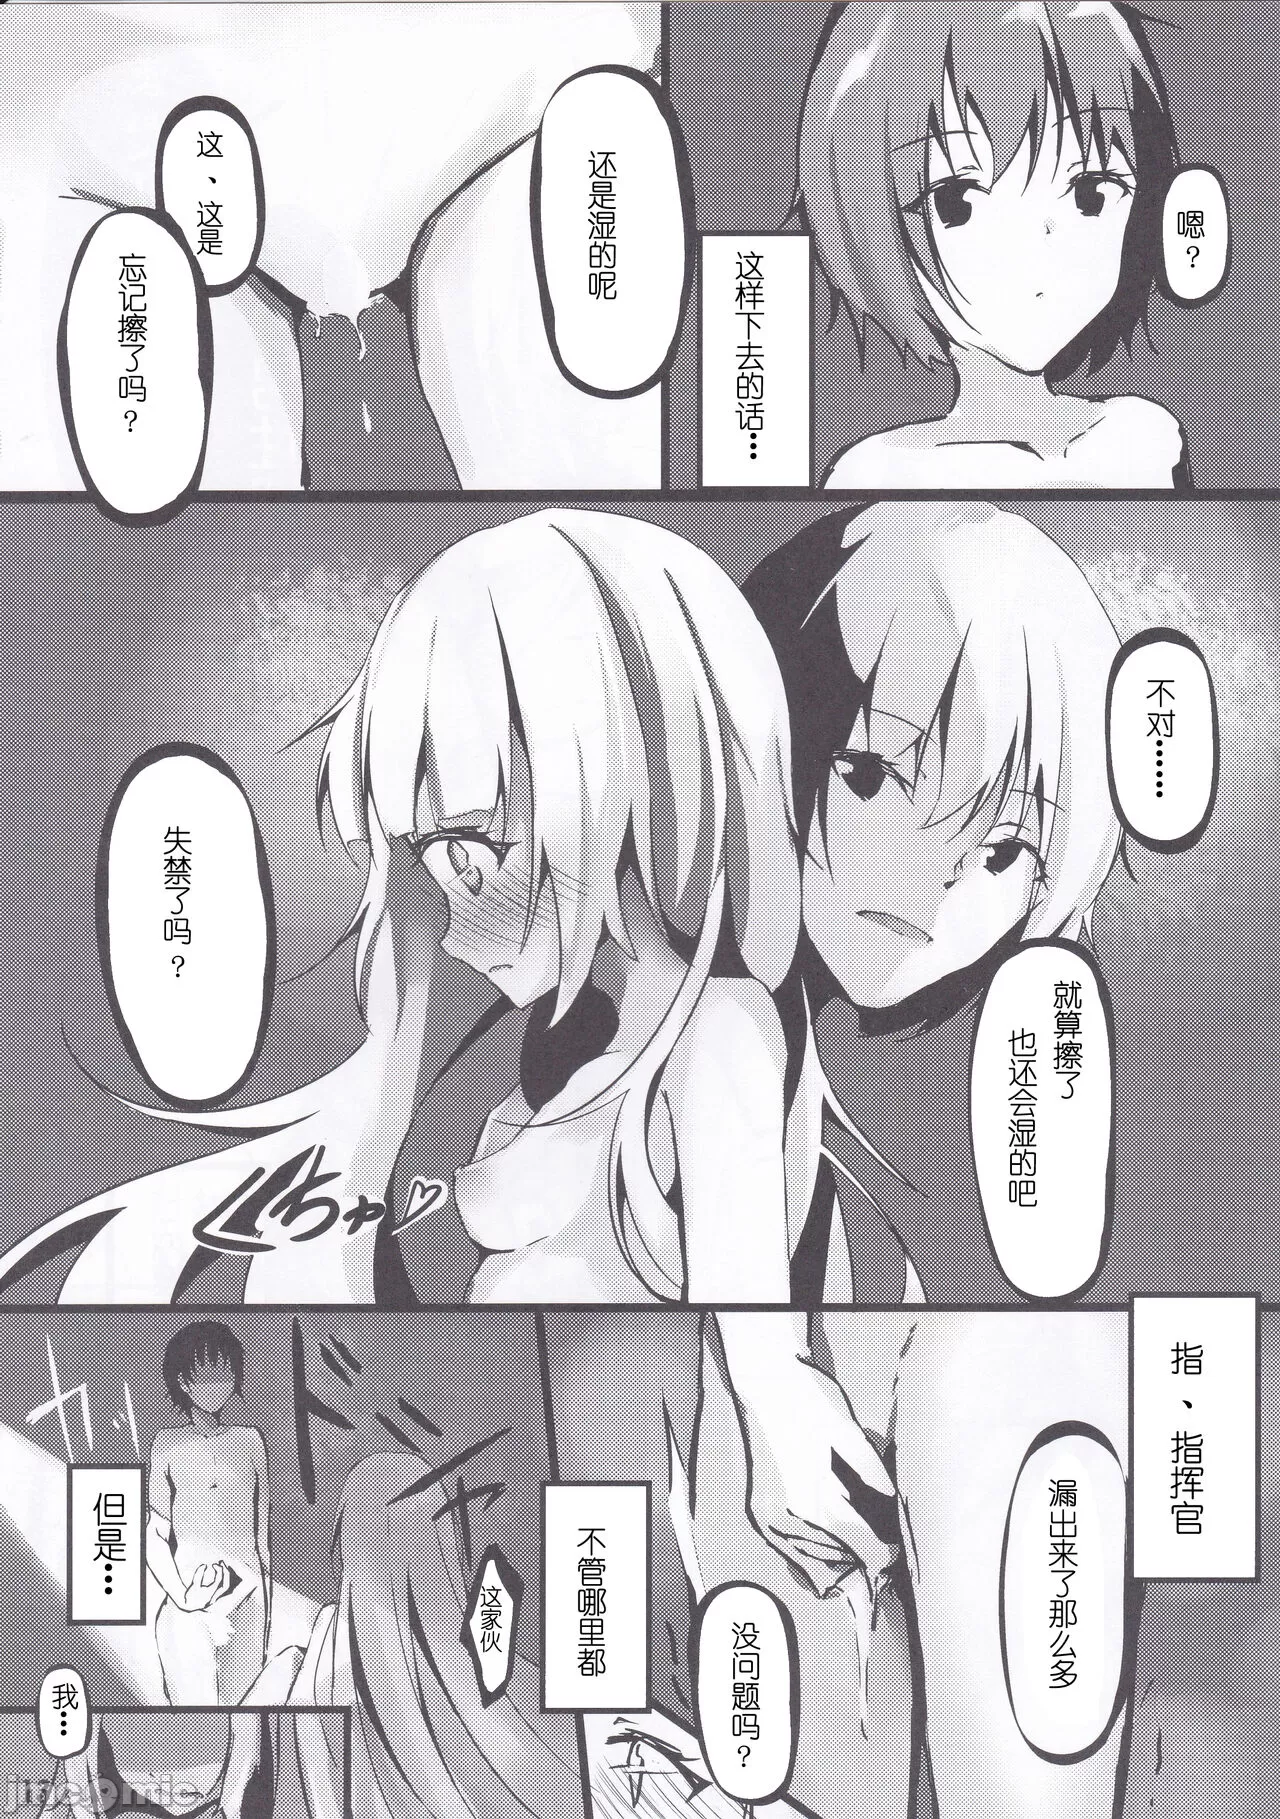 嗯?
这样下去的话…
还是湿的呢
这、这是
忘记擦了吗?
不对……
就算擦了
也还会湿的吧
失禁了吗?
くちゅ♡
指、指挥官
漏出来了那么多
没问题吗?
不管哪里都
这家伙
但是…
我…
jmcomic